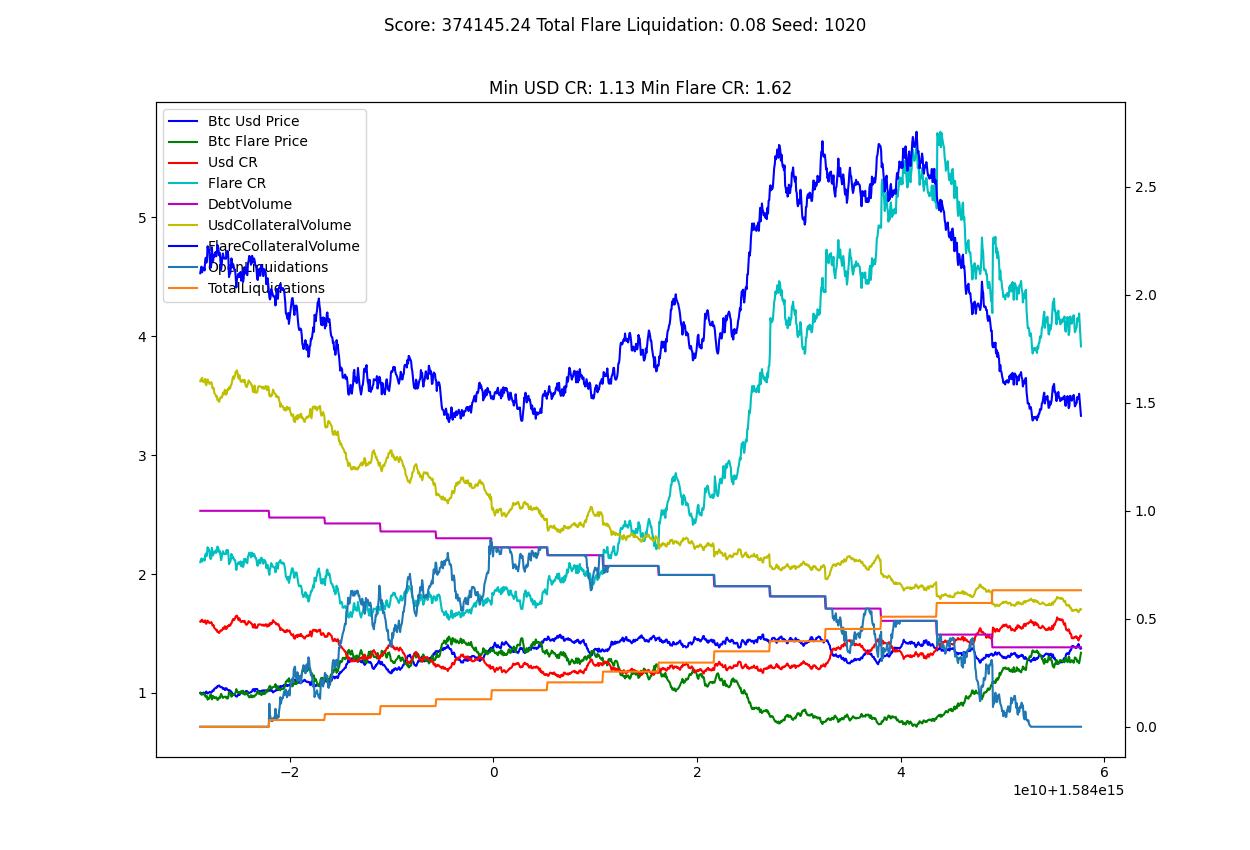 Score: 374145.24 Total Flare Liquidation: 0.08 Seed: 1020
Min USD CR: 1.13 Min Flare CR: 1.62
Btc Usd Price
Btc Flare Price
Usd CR
Flare CR
DebtVolume
UsdCollateralVolume
FlareCollateralVolume
OpenLiquidations
TotalLiquidations
5
4
3
2
1
2.5
2.0
1.5
1.0
0.5
0.0
−2
0
2
4
6
1e10+1.584e15